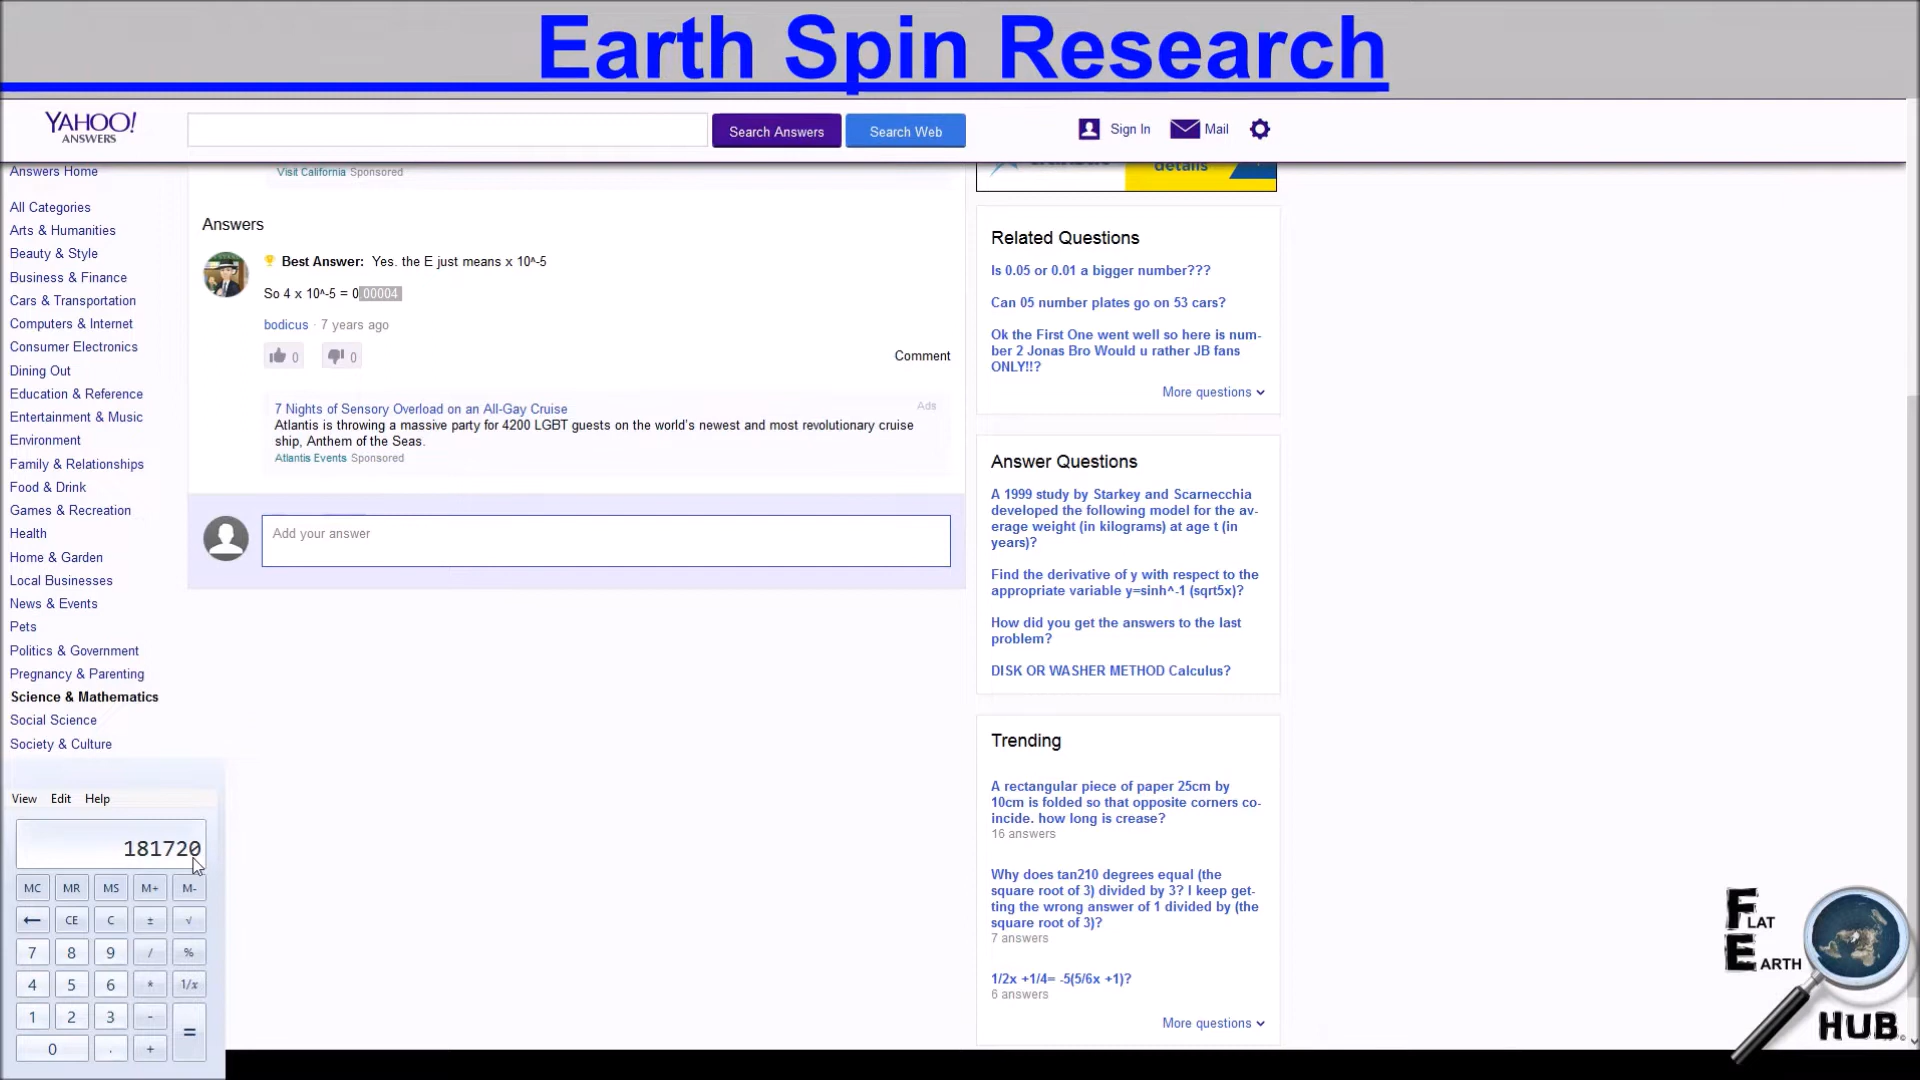 Earth Spin Research
YAHOO!
ANSWERS
Search Answers
Search Web
Sign In
Mail
Answers Home
All Categories
Arts & Humanities
Beauty & Style
Business & Finance
Cars & Transportation
Computers & Internet
Consumer Electronics
Dining Out
Education & Reference
Entertainment & Music
Environment
Family & Relationships
Food & Drink
Games & Recreation
Health
Home & Garden
Local Businesses
News & Events
Pets
Politics & Government
Pregnancy & Parenting
Science & Mathematics
Social Science
Society & Culture
Visit California Sponsored
Answers
Best Answer: Yes. the E just means x 10^-5
So 4 x 10^-5 = 0.00004
bodicus · 7 years ago
0
0
Comment
7 Nights of Sensory Overload on an All-Gay Cruise
Ads
Atlantis is throwing a massive party for 4200 LGBT guests on the world's newest and most revolutionary cruise
ship, Anthem of the Seas.
Atlantis Events Sponsored
Add your answer
details
Related Questions
Is 0.05 or 0.01 a bigger number???
Can 05 number plates go on 53 cars?
Ok the First One went well so here is num-
ber 2 Jonas Bro Would u rather JB fans
ONLY!!?
More questions
Answer Questions
A 1999 study by Starkey and Scarnecchia
developed the following model for the av-
erage weight (in kilograms) at age t (in
years)?
Find the derivative of y with respect to the
appropriate variable y=sinh^-1 (sqrt5x)?
How did you get the answers to the last
problem?
DISK OR WASHER METHOD Calculus?
Trending
A rectangular piece of paper 25cm by
10cm is folded so that opposite corners co-
incide. how long is crease?
16 answers
Why does tan210 degrees equal (the
square root of 3) divided by 3? I keep get-
ting the wrong answer of 1 divided by (the
square root of 3)?
7 answers
1/2x +1/4= -5(5/6x +1)?
6 answers
More questions
View Edit Help
181720
MC MR MS M+ M-
← CE C ± √
7 8 9 / %
4 5 6 * 1/x
1 2 3 - =
0 . +
FLAT
EARTH
HUB